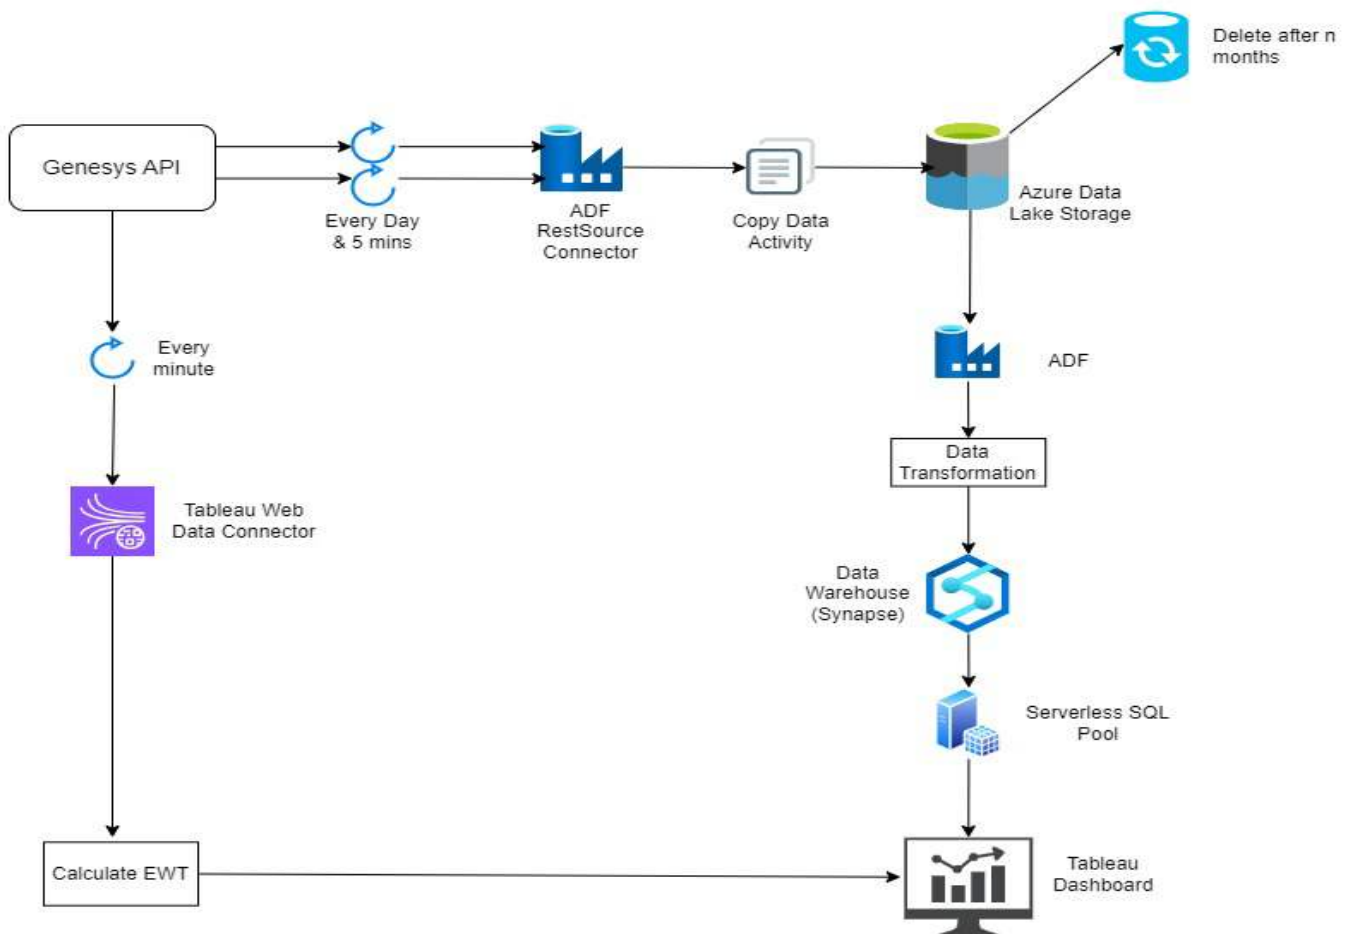 Delete after n
months
Genesys API
Every Day
& 5 mins
ADF
RestSource
Connector
Copy Data
Activity
Azure Data
Lake Storage
Every
minute
ADF
Data
Transformation
Tableau Web
Data Connector
Data
Warehouse
(Synapse)
Serverless SQL
Pool
Calculate EWT
Tableau
Dashboard